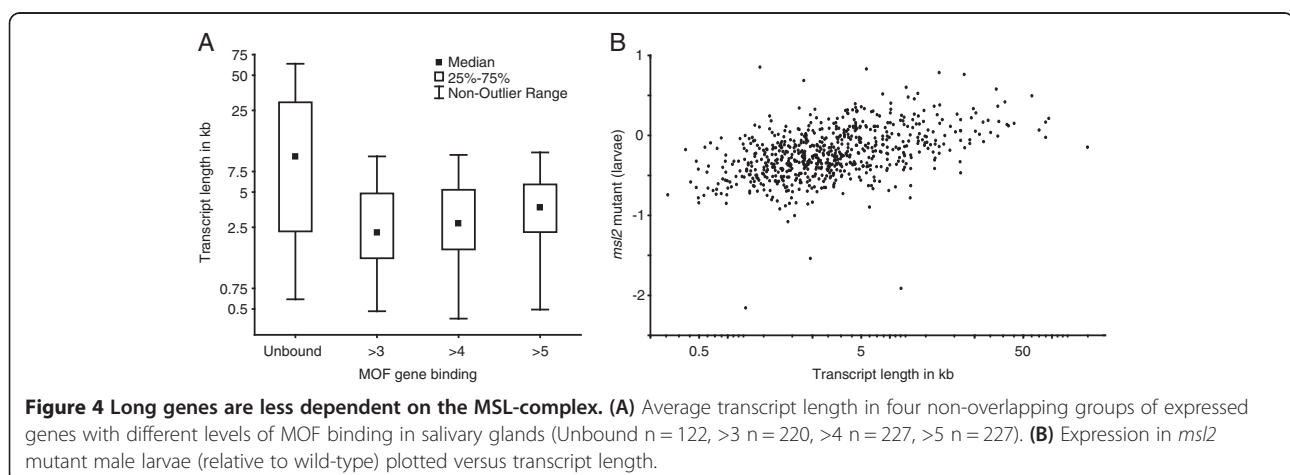 A
75
50
25
7.5
5
2.5
0.75
0.5
Transcript length in kb
Median
25%-75%
Non-Outlier Range
Unbound >3 >4 >5
MOF gene binding
B
1
0
-1
-2
msl2 mutant (larvae)
0.5 5 50
Transcript length in kb
Figure 4 Long genes are less dependent on the MSL-complex. (A) Average transcript length in four non-overlapping groups of expressed
genes with different levels of MOF binding in salivary glands (Unbound n = 122, >3 n = 220, >4 n = 227, >5 n = 227). (B) Expression in msl2
mutant male larvae (relative to wild-type) plotted versus transcript length.